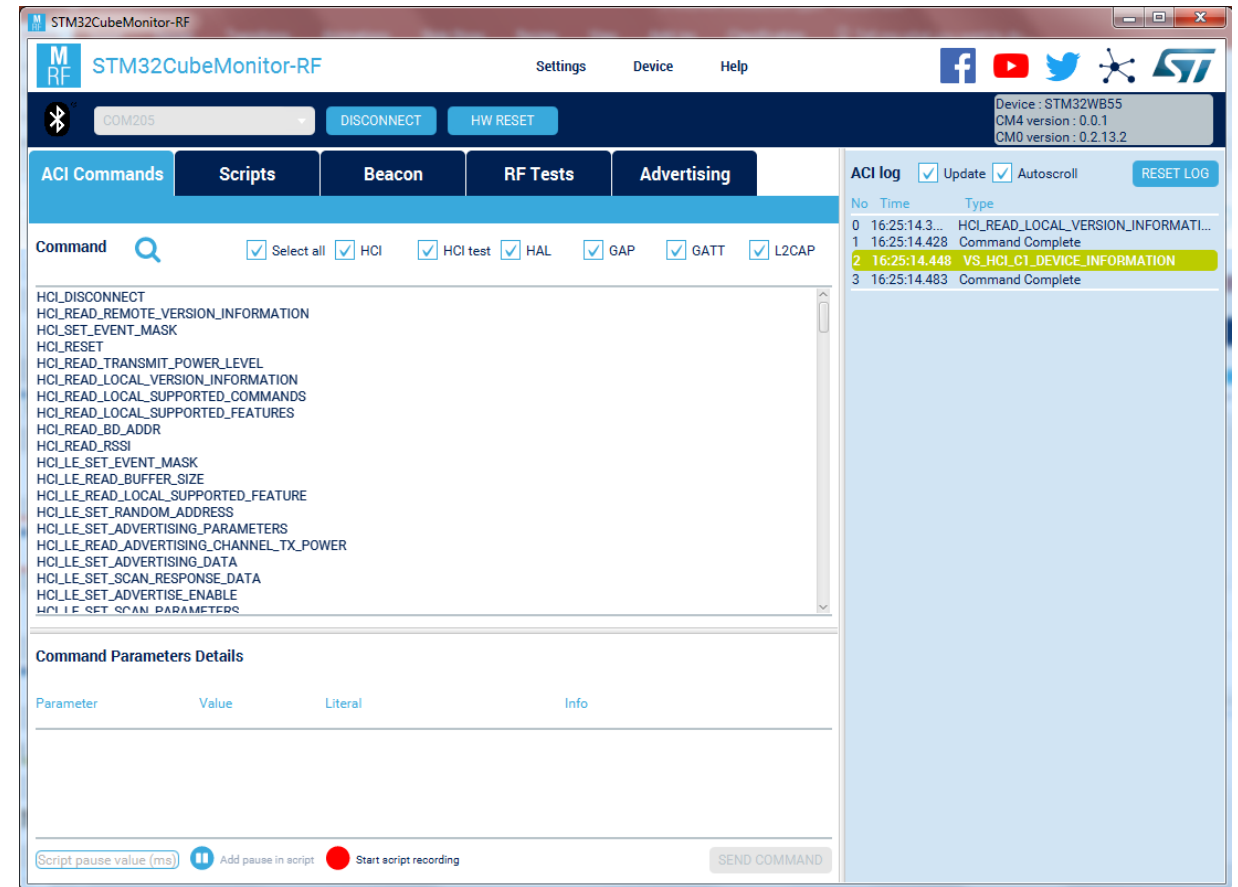 STM32CubeMonitor-RF
M
RF
STM32CubeMonitor-RF
Settings
Device
Help
Device : STM32WB55
CM4 version : 0.0.1
CM0 version : 0.2.13.2
COM205
DISCONNECT
HW RESET
ACI Commands
Scripts
Beacon
RF Tests
Advertising
Command
Select all
HCI
HCI test
HAL
GAP
GATT
L2CAP
HCI_DISCONNECT
HCI_READ_REMOTE_VERSION_INFORMATION
HCI_SET_EVENT_MASK
HCI_RESET
HCI_READ_TRANSMIT_POWER_LEVEL
HCI_READ_LOCAL_VERSION_INFORMATION
HCI_READ_LOCAL_SUPPORTED_COMMANDS
HCI_READ_LOCAL_SUPPORTED_FEATURES
HCI_READ_BD_ADDR
HCI_READ_RSSI
HCI_LE_SET_EVENT_MASK
HCI_LE_READ_BUFFER_SIZE
HCI_LE_READ_LOCAL_SUPPORTED_FEATURE
HCI_LE_SET_RANDOM_ADDRESS
HCI_LE_SET_ADVERTISING_PARAMETERS
HCI_LE_READ_ADVERTISING_CHANNEL_TX_POWER
HCI_LE_SET_ADVERTISING_DATA
HCI_LE_SET_SCAN_RESPONSE_DATA
HCI_LE_SET_ADVERTISE_ENABLE
HCI_LE_SET_SCAN_PARAMETERS
Command Parameters Details
Parameter Value Literal Info
Script pause value (ms)
Add pause in script
Start script recording
SEND COMMAND
ACI log
Update
Autoscroll
RESET LOG
No Time Type
0 16:25:14.3... HCI_READ_LOCAL_VERSION_INFORMATI...
1 16:25:14.428 Command Complete
2 16:25:14.448 VS_HCI_C1_DEVICE_INFORMATION
3 16:25:14.483 Command Complete